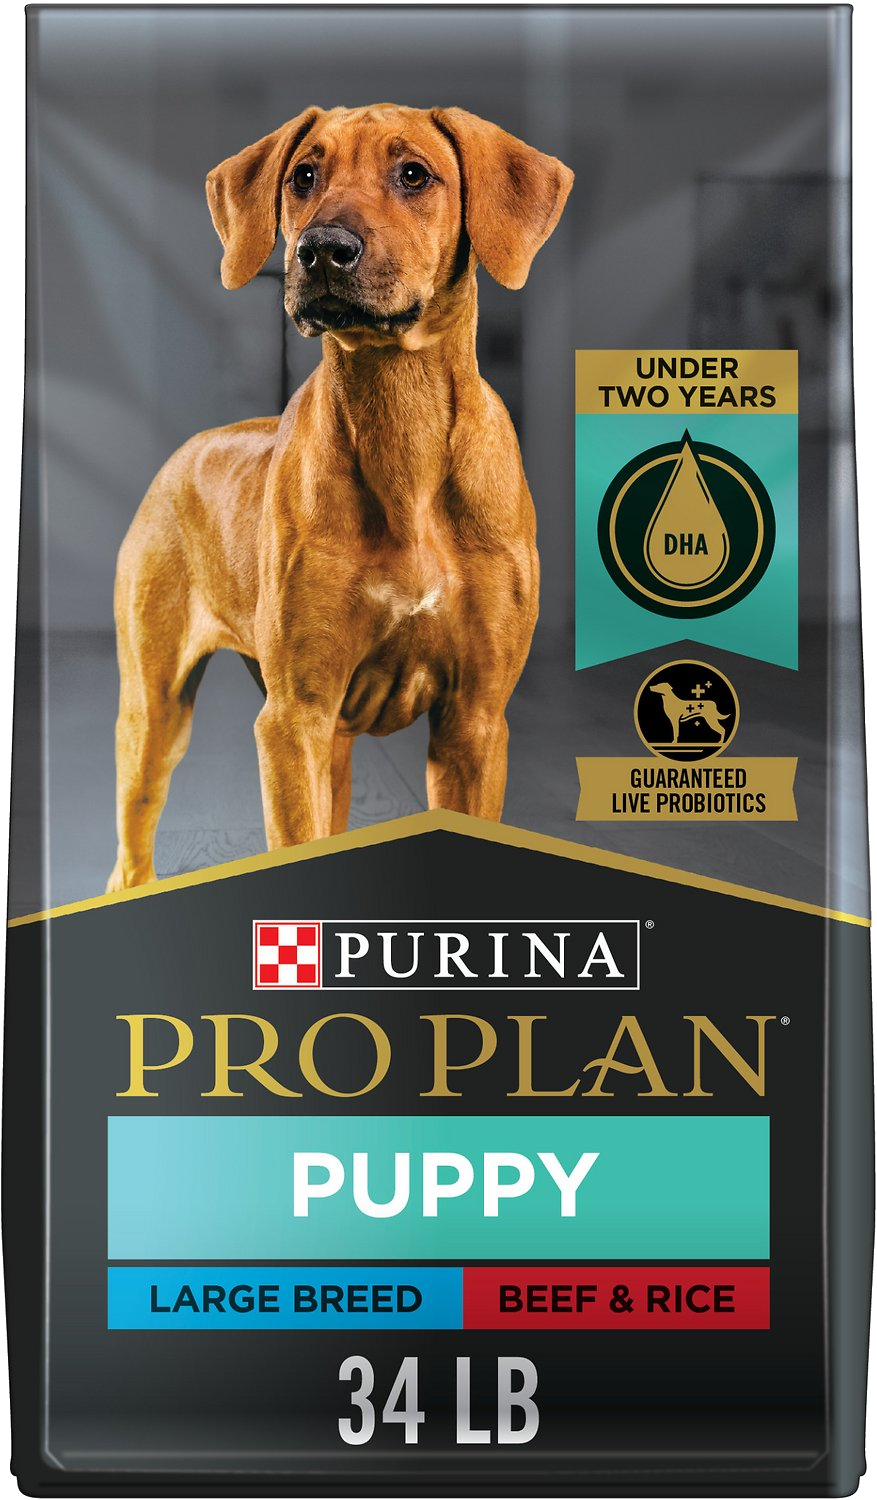 UNDER
TWO YEARS
DHA
GUARANTEED
LIVE PROBIOTICS
PURINA®
PRO PLAN®
PUPPY
LARGE BREED
BEEF & RICE
34 LB